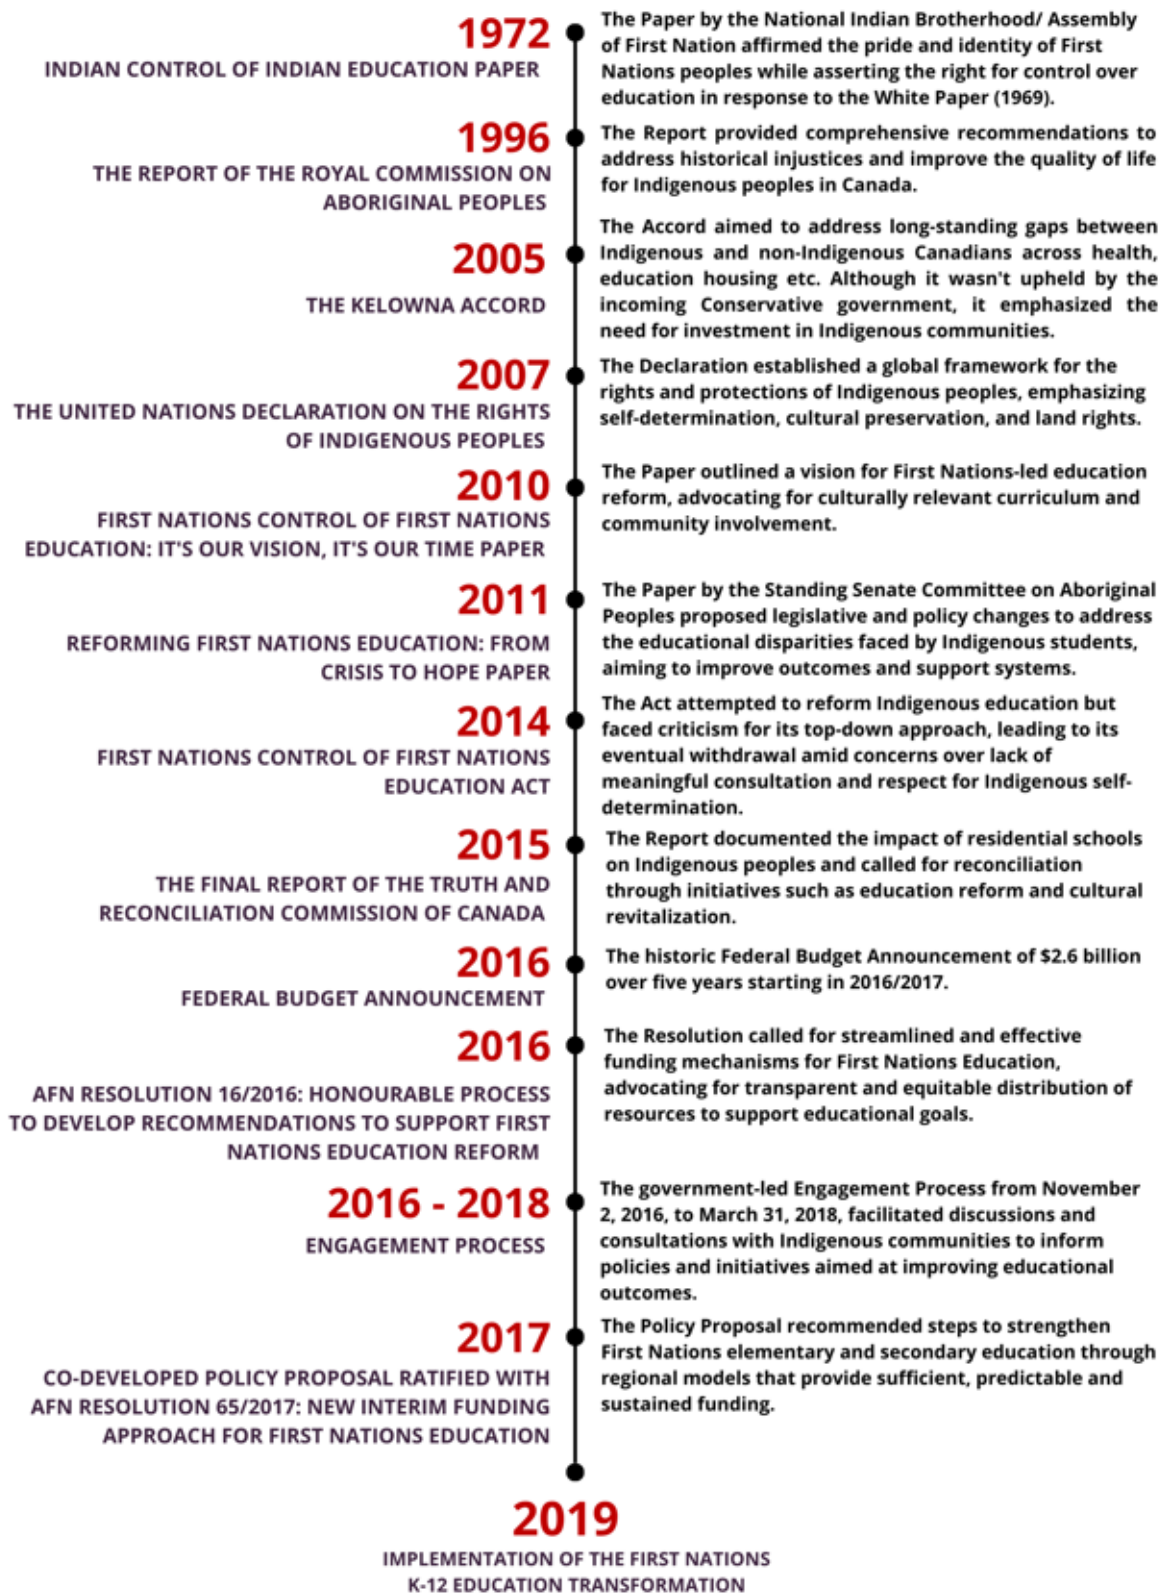 1972
INDIAN CONTROL OF INDIAN EDUCATION PAPER
The Paper by the National Indian Brotherhood/ Assembly
of First Nation affirmed the pride and identity of First
Nations peoples while asserting the right for control over
education in response to the White Paper (1969).
1996
THE REPORT OF THE ROYAL COMMISSION ON
ABORIGINAL PEOPLES
The Report provided comprehensive recommendations to
address historical injustices and improve the quality of life
for Indigenous peoples in Canada.
2005
THE KELOWNA ACCORD
The Accord aimed to address long-standing gaps between
Indigenous and non-Indigenous Canadians across health,
education housing etc. Although it wasn't upheld by the
incoming Conservative government, it emphasized the
need for investment in Indigenous communities.
2007
THE UNITED NATIONS DECLARATION ON THE RIGHTS
OF INDIGENOUS PEOPLES
The Declaration established a global framework for the
rights and protections of Indigenous peoples, emphasizing
self-determination, cultural preservation, and land rights.
2010
FIRST NATIONS CONTROL OF FIRST NATIONS
EDUCATION: IT'S OUR VISION, IT'S OUR TIME PAPER
The Paper outlined a vision for First Nations-led education
reform, advocating for culturally relevant curriculum and
community involvement.
2011
REFORMING FIRST NATIONS EDUCATION: FROM
CRISIS TO HOPE PAPER
The Paper by the Standing Senate Committee on Aboriginal
Peoples proposed legislative and policy changes to address
the educational disparities faced by Indigenous students,
aiming to improve outcomes and support systems.
2014
FIRST NATIONS CONTROL OF FIRST NATIONS
EDUCATION ACT
The Act attempted to reform Indigenous education but
faced criticism for its top-down approach, leading to its
eventual withdrawal amid concerns over lack of
meaningful consultation and respect for Indigenous self-
determination.
2015
THE FINAL REPORT OF THE TRUTH AND
RECONCILIATION COMMISSION OF CANADA
The Report documented the impact of residential schools
on Indigenous peoples and called for reconciliation
through initiatives such as education reform and cultural
revitalization.
2016
FEDERAL BUDGET ANNOUNCEMENT
The historic Federal Budget Announcement of $2.6 billion
over five years starting in 2016/2017.
2016
AFN RESOLUTION 16/2016: HONOURABLE PROCESS
TO DEVELOP RECOMMENDATIONS TO SUPPORT FIRST
NATIONS EDUCATION REFORM
The Resolution called for streamlined and effective
funding mechanisms for First Nations Education,
advocating for transparent and equitable distribution of
resources to support educational goals.
2016 - 2018
ENGAGEMENT PROCESS
The government-led Engagement Process from November
2, 2016, to March 31, 2018, facilitated discussions and
consultations with Indigenous communities to inform
policies and initiatives aimed at improving educational
outcomes.
2017
CO-DEVELOPED POLICY PROPOSAL RATIFIED WITH
AFN RESOLUTION 65/2017: NEW INTERIM FUNDING
APPROACH FOR FIRST NATIONS EDUCATION
The Policy Proposal recommended steps to strengthen
First Nations elementary and secondary education through
regional models that provide sufficient, predictable and
sustained funding.
2019
IMPLEMENTATION OF THE FIRST NATIONS
K-12 EDUCATION TRANSFORMATION